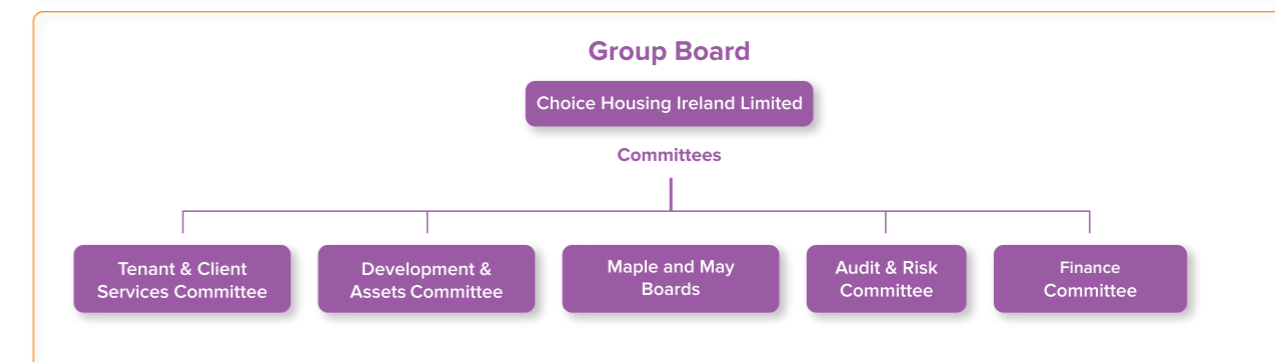 Group Board
Choice Housing Ireland Limited
Committees
Tenant & Client
Services Committee
Development &
Assets Committee
Maple and May
Boards
Audit & Risk
Committee
Finance
Committee